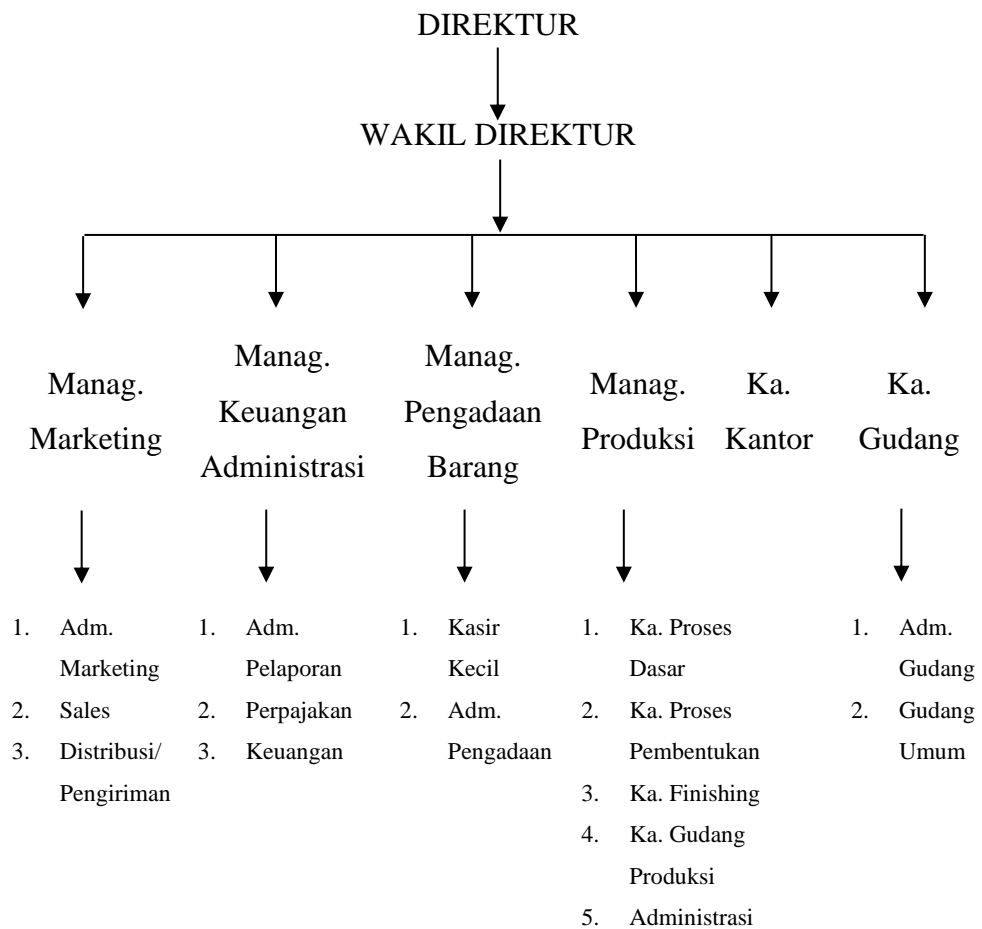 DIREKTUR
WAKIL DIREKTUR
Manag.
Marketing
Manag.
Keuangan
Administrasi
Manag.
Pengadaan
Barang
Manag.
Produksi
Ka.
Kantor
Ka.
Gudang
1. Adm.
Marketing
2. Sales
3. Distribusi/
Pengiriman
1. Adm.
Pelaporan
2. Perpajakan
3. Keuangan
1. Kasir
Kecil
2. Adm.
Pengadaan
1. Ka. Proses
Dasar
2. Ka. Proses
Pembentukan
3. Ka. Finishing
4. Ka. Gudang
Produksi
5. Administrasi
1. Adm.
Gudang
2. Gudang
Umum